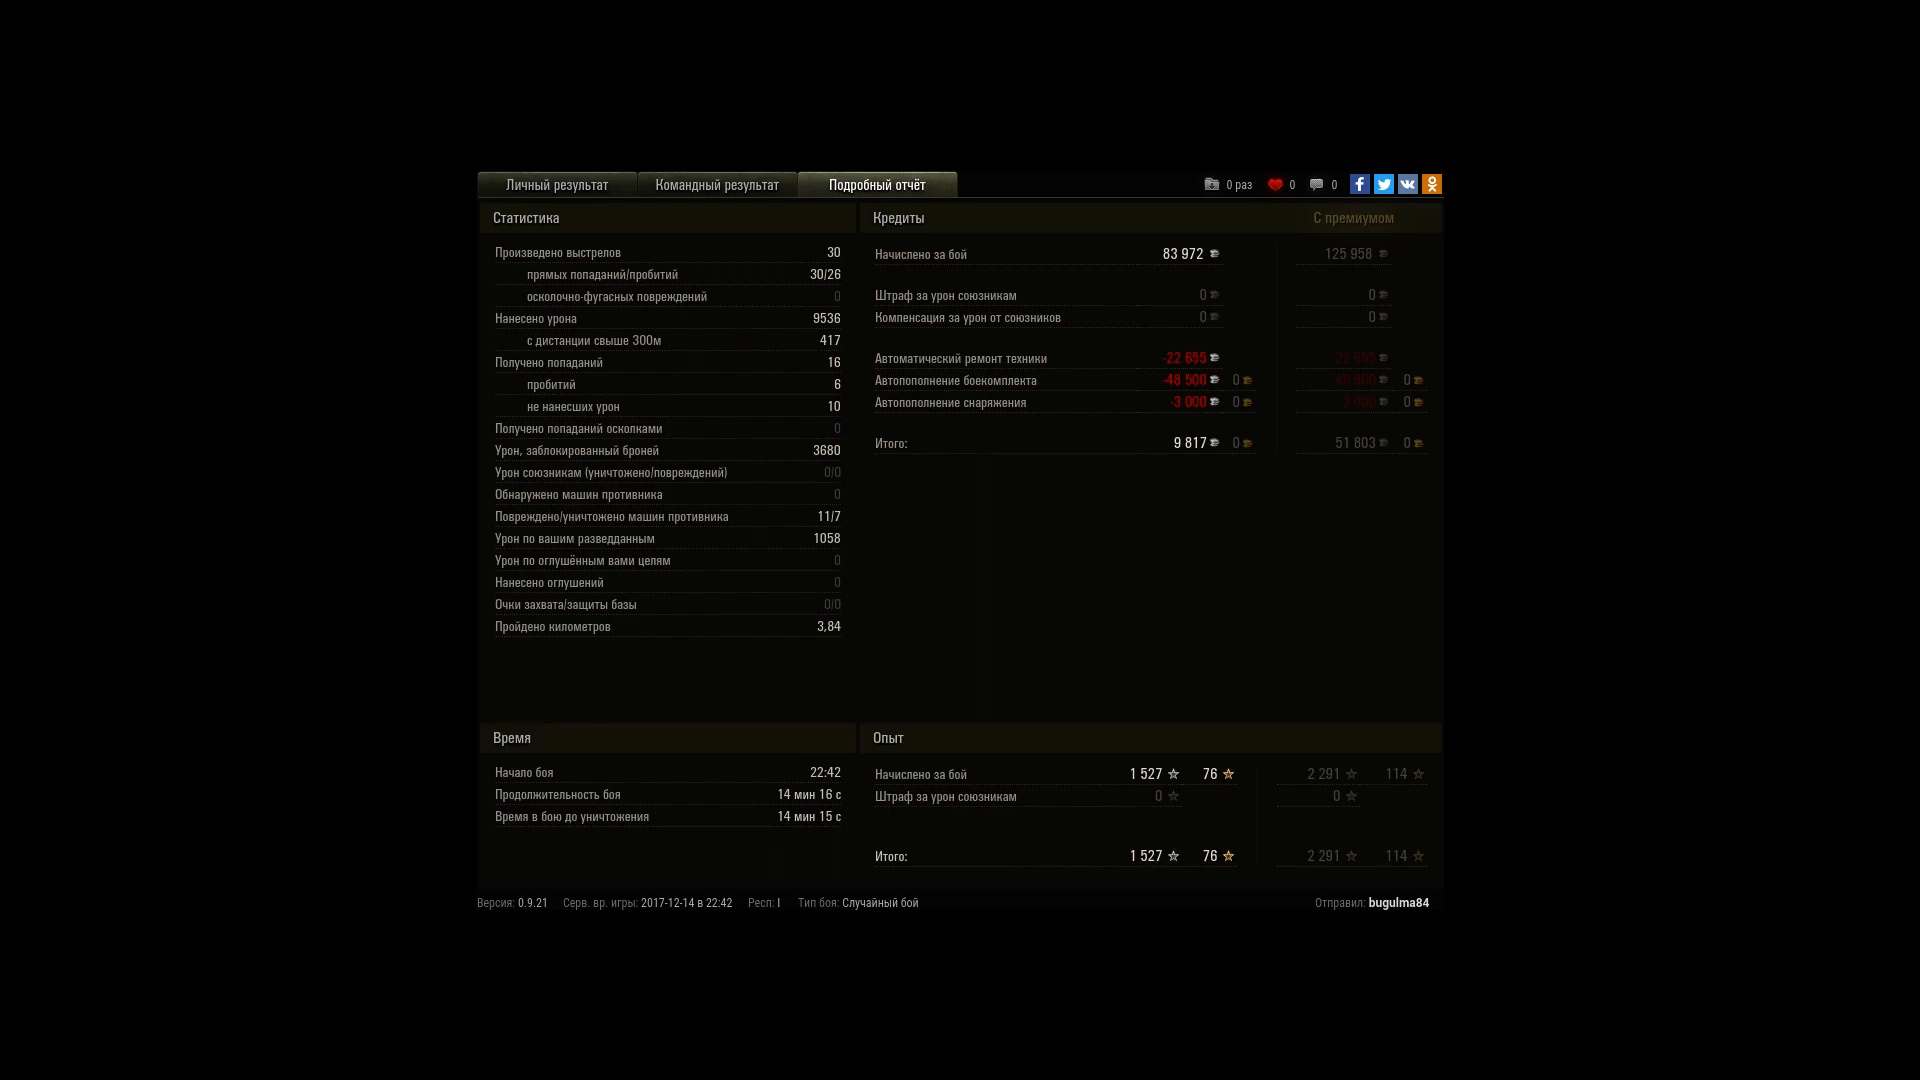 Личный результат Командный результат Подробный отчёт 0 раз 0 0
Статистика
Произведено выстрелов 30
прямых попаданий/пробитий 30/26
осколочно-фугасных повреждений 0
Нанесено урона 9536
с дистанции свыше 300м 417
Получено попаданий 16
пробитий 6
не нанесших урон 10
Получено попаданий осколками 0
Урон, заблокированный броней 3680
Урон союзникам (уничтожено/повреждений) 0/0
Обнаружено машин противника 0
Повреждено/уничтожено машин противника 11/7
Урон по вашим разведданным 1058
Урон по оглушённым вами целям 0
Нанесено оглушений 0
Очки захвата/защиты базы 0/0
Пройдено километров 3,84
Кредиты С премиумом
Начислено за бой 83 972 125 958
Штраф за урон союзникам 0 0
Компенсация за урон от союзников 0 0
Автоматический ремонт техники -22 655 -22 655
Автопополнение боекомплекта -48 500 0 -48 500 0
Автопополнение снаряжения -3 000 0 -3 000 0
Итого: 9 817 0 51 803 0
Время
Начало боя 22:42
Продолжительность боя 14 мин 16 с
Время в бою до уничтожения 14 мин 15 с
Опыт
Начислено за бой 1 527 76 2 291 114
Штраф за урон союзникам 0 0
Итого: 1 527 76 2 291 114
Версия: 0.9.21 Серв. вр. игры: 2017-12-14 в 22:42 Респ: I Тип боя: Случайный бой Отправил: bugulma84